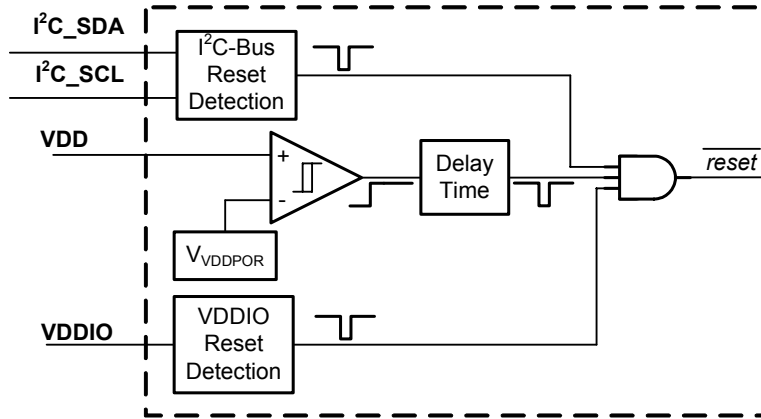 I²C_SDA
I²C_SCL
I²C-Bus
Reset
Detection
VDD
+
-
Delay
Time
reset
VVDDPOR
VDDIO
VDDIO
Reset
Detection